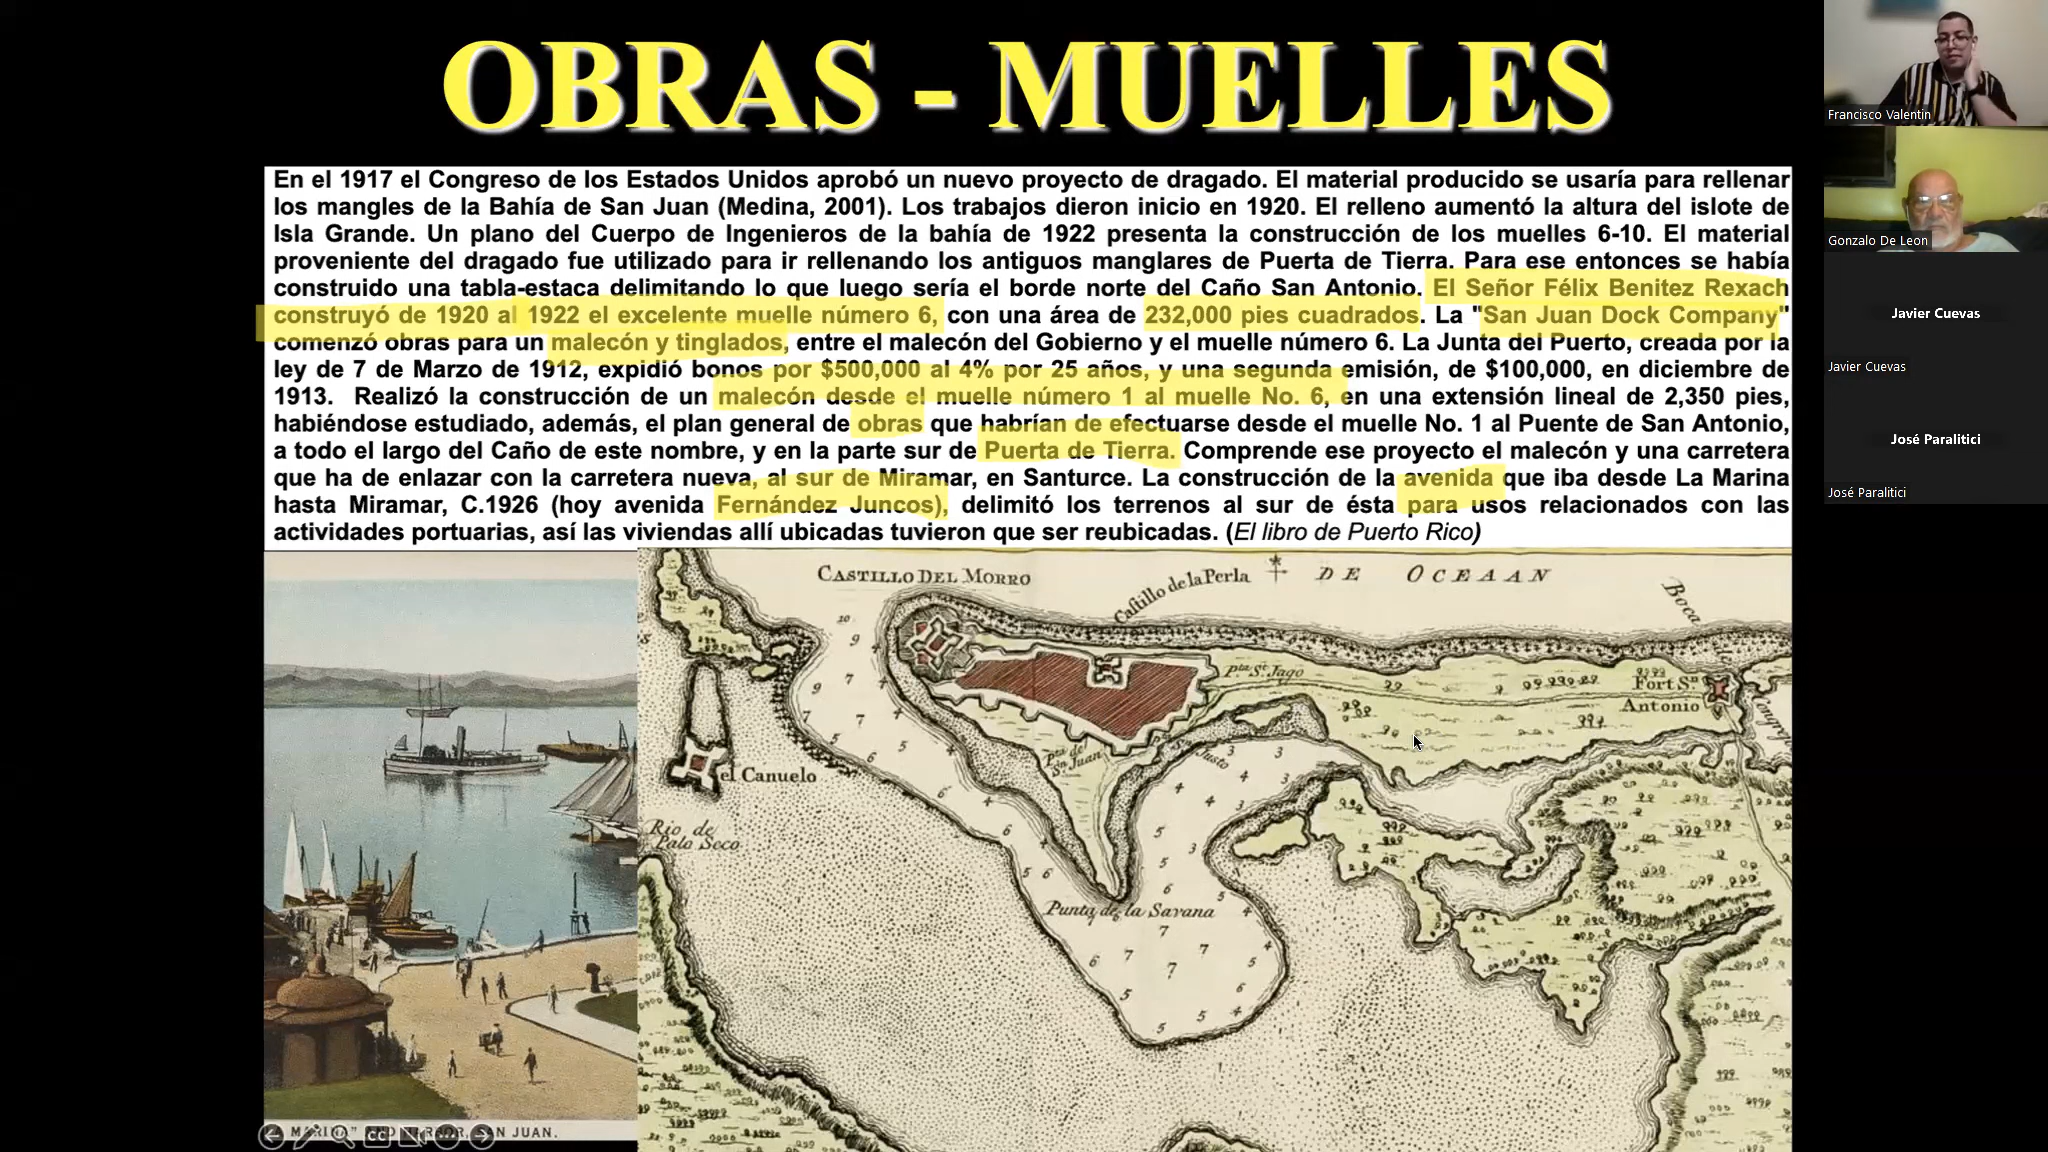 OBRAS - MUELLES
En el 1917 el Congreso de los Estados Unidos aprobó un nuevo proyecto de dragado. El material producido se usaría para rellenar
los mangles de la Bahía de San Juan (Medina, 2001). Los trabajos dieron inicio en 1920. El relleno aumentó la altura del islote de
Isla Grande. Un plano del Cuerpo de Ingenieros de la bahía de 1922 presenta la construcción de los muelles 6-10. El material
proveniente del dragado fue utilizado para ir rellenando los antiguos manglares de Puerta de Tierra. Para ese entonces se había
construido una tabla-estaca delimitando lo que luego sería el borde norte del Caño San Antonio. El Señor Félix Benitez Rexach
construyó de 1920 al 1922 el excelente muelle número 6, con una área de 232,000 pies cuadrados. La "San Juan Dock Company"
comenzó obras para un malecón y tinglados, entre el malecón del Gobierno y el muelle número 6. La Junta del Puerto, creada por la
ley de 7 de Marzo de 1912, expidió bonos por $500,000 al 4% por 25 años, y una segunda emisión, de $100,000, en diciembre de
1913. Realizó la construcción de un malecón desde el muelle número 1 al muelle No. 6, en una extensión lineal de 2,350 pies,
habiéndose estudiado, además, el plan general de obras que habrían de efectuarse desde el muelle No. 1 al Puente de San Antonio,
a todo el largo del Caño de este nombre, y en la parte sur de Puerta de Tierra. Comprende ese proyecto el malecón y una carretera
que ha de enlazar con la carretera nueva, al sur de Miramar, en Santurce. La construcción de la avenida que iba desde La Marina
hasta Miramar, C.1926 (hoy avenida Fernández Juncos), delimitó los terrenos al sur de ésta para usos relacionados con las
actividades portuarias, así las viviendas allí ubicadas tuvieron que ser reubicadas. (El libro de Puerto Rico)
CASTILLO DEL MORRO
Castillo de la Perla
DE OCEAAN
Boca
Pta. St. Jago
Fort Sn.
Antonio
el Canuelo
Rio de
Palo Seco
Punta de la Savana
SAN JUAN.
CC
Francisco Valentin
Gonzalo De Leon
Javier Cuevas
Javier Cuevas
José Paralitici
José Paralitici